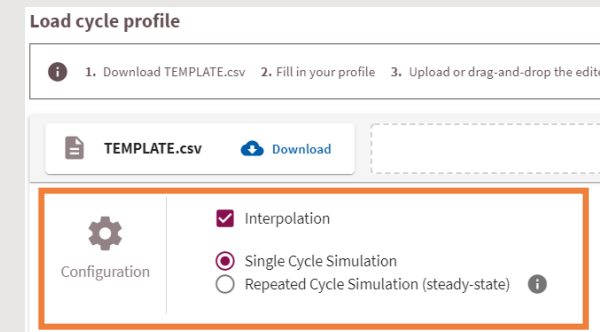 Load cycle profile
1. Download TEMPLATE.csv 2. Fill in your profile 3. Upload or drag-and-drop the edite
TEMPLATE.csv Download
Interpolation
Configuration
Single Cycle Simulation
Repeated Cycle Simulation (steady-state)